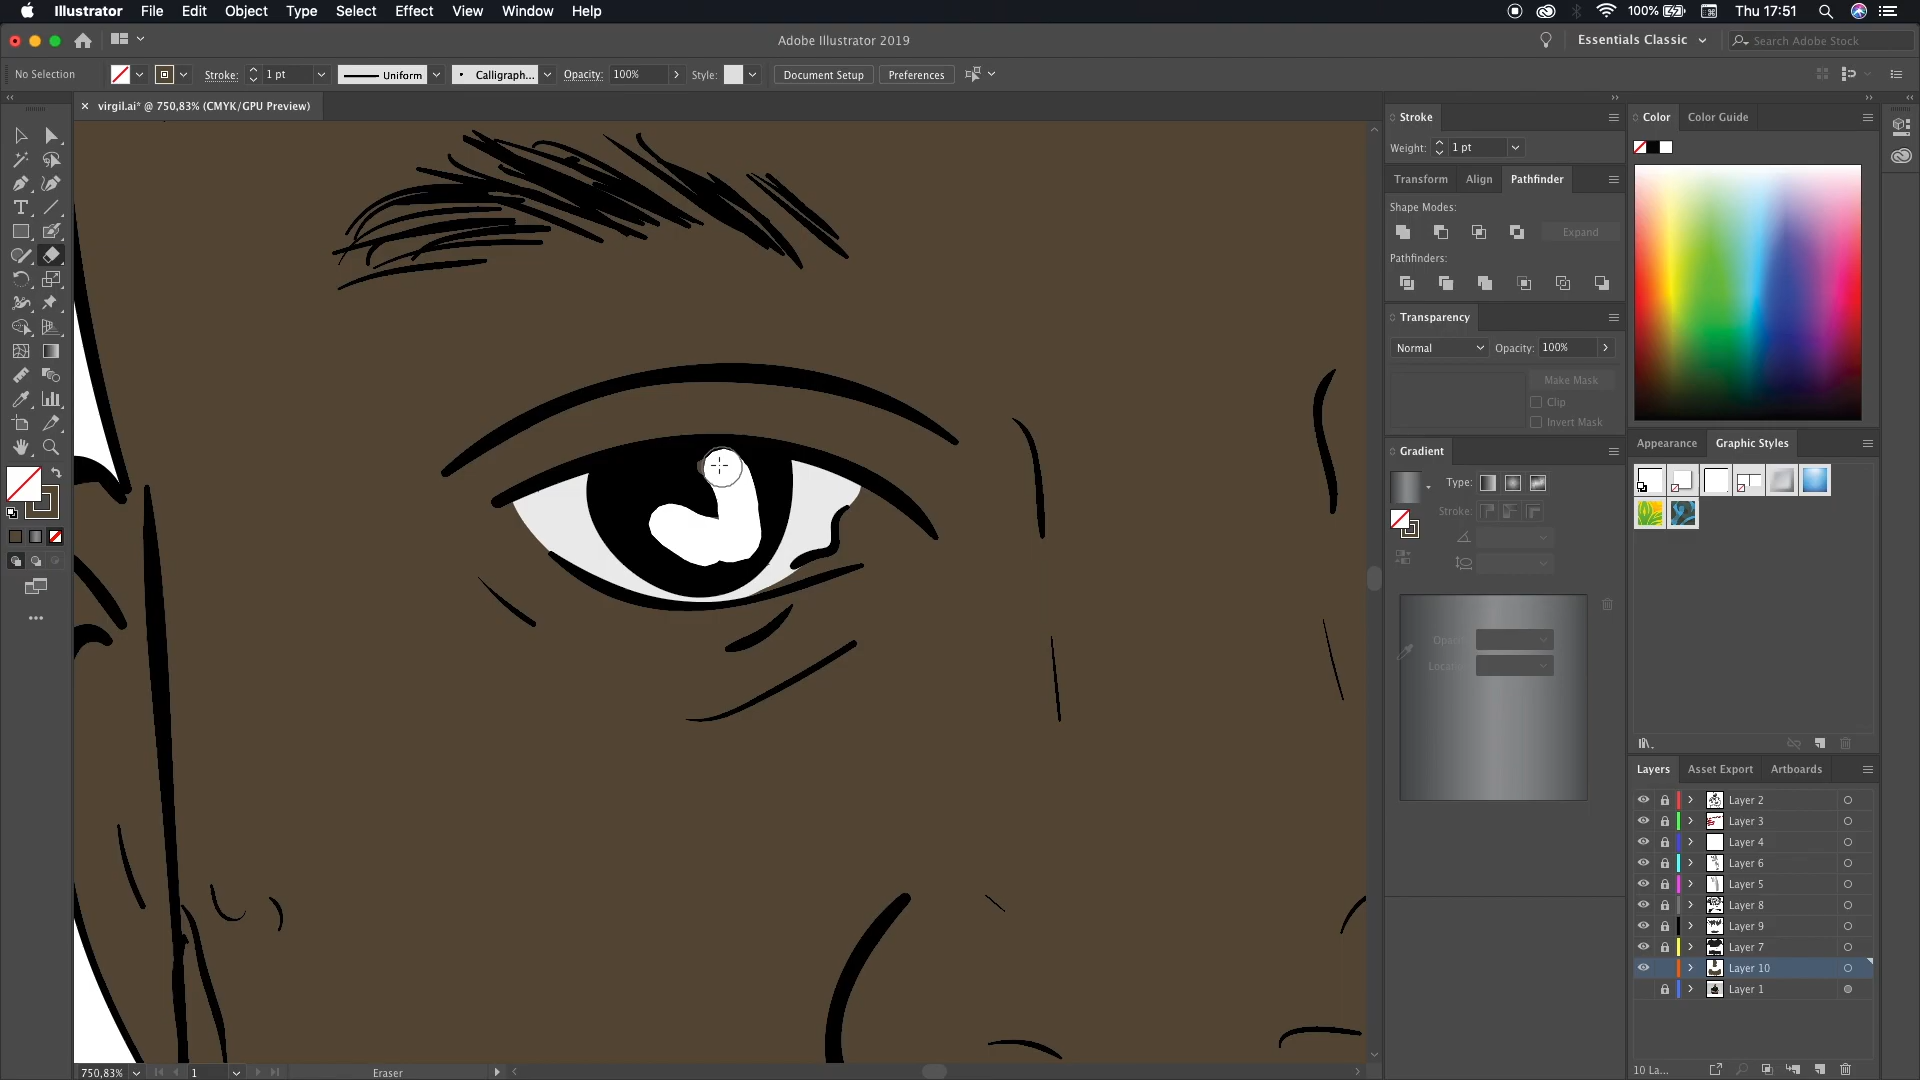 Illustrator File Edit Object Type Select Effect View Window Help 100% Thu 17:51
Adobe Illustrator 2019 Essentials Classic Search Adobe Stock
No Selection Stroke: 1 pt Uniform Calligraph... Opacity: 100% Style: Document Setup Preferences
virgil.ai* @ 750,83% (CMYK/GPU Preview)
Stroke
Weight: 1 pt
Transform Align Pathfinder
Shape Modes:
Expand
Pathfinders:
Transparency
Normal Opacity: 100%
Make Mask
Clip
Invert Mask
Gradient
Type:
Stroke:
Opac
Locat
Color Color Guide
Appearance Graphic Styles
Layers Asset Export Artboards
Layer 2
Layer 3
Layer 4
Layer 6
Layer 5
Layer 8
Layer 9
Layer 7
Layer 10
Layer 1
10 La...
750,83% 1 Eraser